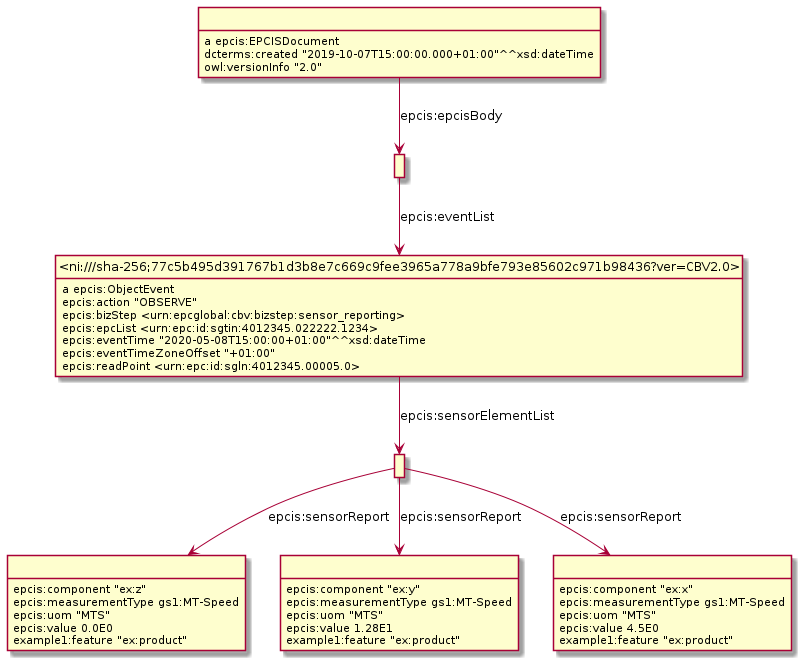 a epcis:EPCISDocument
dcterms:created "2019-10-07T15:00:00.000+01:00"^^xsd:dateTime
owl:versionInfo "2.0"
epcis:epcisBody
epcis:eventList
<ni:///sha-256;77c5b495d391767b1d3b8e7c669c9fee3965a778a9bfe793e85602c971b98436?ver=CBV2.0>
a epcis:ObjectEvent
epcis:action "OBSERVE"
epcis:bizStep <urn:epcglobal:cbv:bizstep:sensor_reporting>
epcis:epcList <urn:epc:id:sgtin:4012345.022222.1234>
epcis:eventTime "2020-05-08T15:00:00+01:00"^^xsd:dateTime
epcis:eventTimeZoneOffset "+01:00"
epcis:readPoint <urn:epc:id:sgln:4012345.00005.0>
epcis:sensorElementList
epcis:sensorReport
epcis:sensorReport
epcis:sensorReport
epcis:component "ex:z"
epcis:measurementType gs1:MT-Speed
epcis:uom "MTS"
epcis:value 0.0E0
example1:feature "ex:product"
epcis:component "ex:y"
epcis:measurementType gs1:MT-Speed
epcis:uom "MTS"
epcis:value 1.28E1
example1:feature "ex:product"
epcis:component "ex:x"
epcis:measurementType gs1:MT-Speed
epcis:uom "MTS"
epcis:value 4.5E0
example1:feature "ex:product"